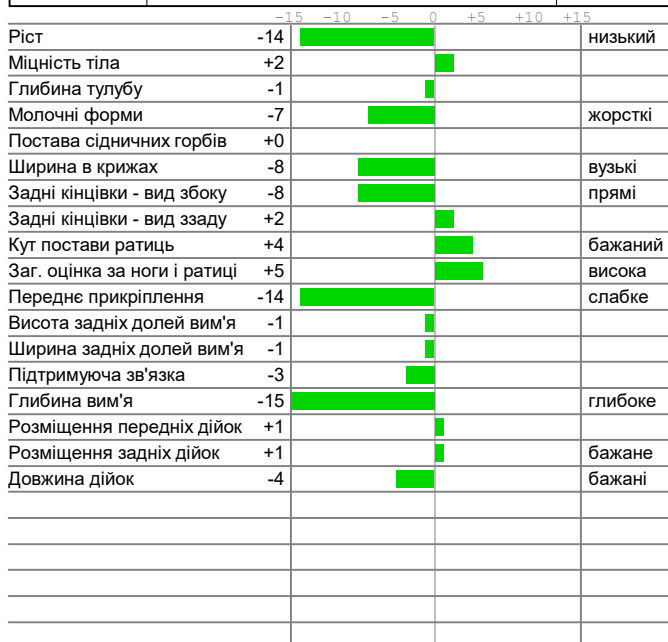 -15 -10 -5 0 +5 +10 +15
Ріст -14 низький
Міцність тіла +2
Глибина тулубу -1
Молочні форми -7 жорсткі
Постава сідничних горбів +0
Ширина в крижах -8 вузькі
Задні кінцівки - вид збоку -8 прямі
Задні кінцівки - вид ззаду +2
Кут постави ратиць +4 бажаний
Заг. оцінка за ноги і ратиці +5 висока
Переднє прикріплення -14 слабке
Висота задніх долей вим'я -1
Ширина задніх долей вим'я -1
Підтримуюча зв'язка -3
Глибина вим'я -15 глибоке
Розміщення передніх дійок +1
Розміщення задніх дійок +1 бажане
Довжина дійок -4 бажані